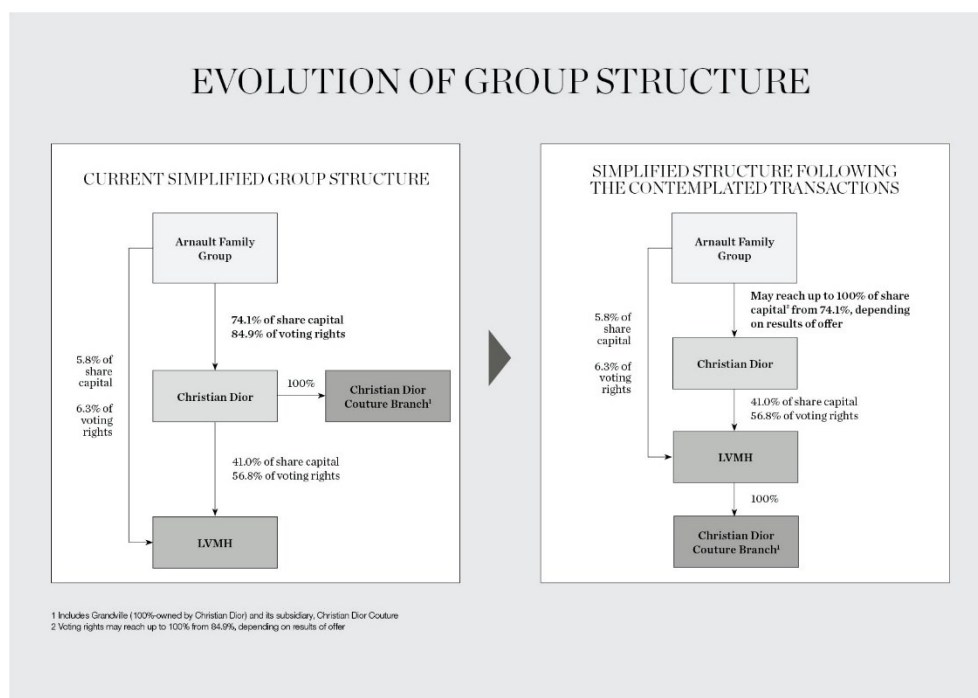 EVOLUTION OF GROUP STRUCTURE
CURRENT SIMPLIFIED GROUP STRUCTURE
Arnault Family
Group
74.1% of share capital
84.9% of voting rights
5.8% of
share
capital
6.3% of
voting
rights
Christian Dior
100%
Christian Dior
Couture Branch¹
41.0% of share capital
56.8% of voting rights
LVMH
SIMPLIFIED STRUCTURE FOLLOWING
THE CONTEMPLATED TRANSACTIONS
Arnault Family
Group
May reach up to 100% of share
capital² from 74.1%, depending
on results of offer
5.8% of
share
capital
6.3% of
voting
rights
Christian Dior
41.0% of share capital
56.8% of voting rights
LVMH
100%
Christian Dior
Couture Branch¹
1 Includes Grandville (100%-owned by Christian Dior) and its subsidiary, Christian Dior Couture
2 Voting rights may reach up to 100% from 84.9%, depending on results of offer